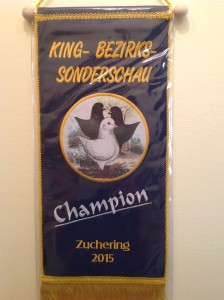 KING- BEZIRKS-
SONDERSCHAU
Champion
Zuchering
2015